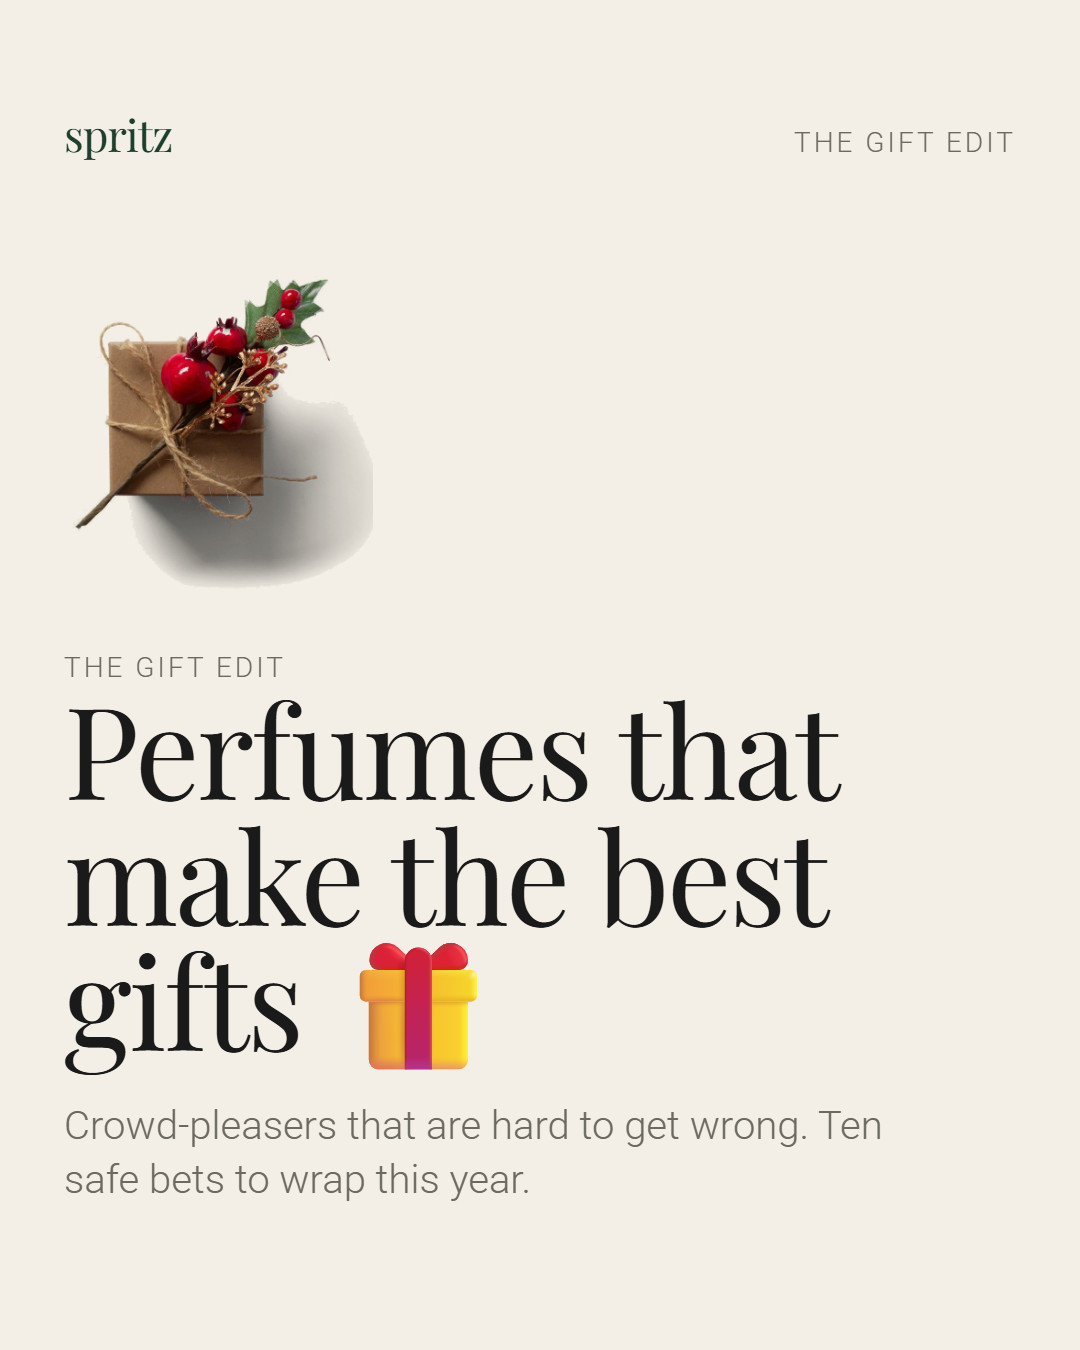 spritz
THE GIFT EDIT
THE GIFT EDIT
Perfumes that
make the best
gifts 🎁
Crowd-pleasers that are hard to get wrong. Ten
safe bets to wrap this year.